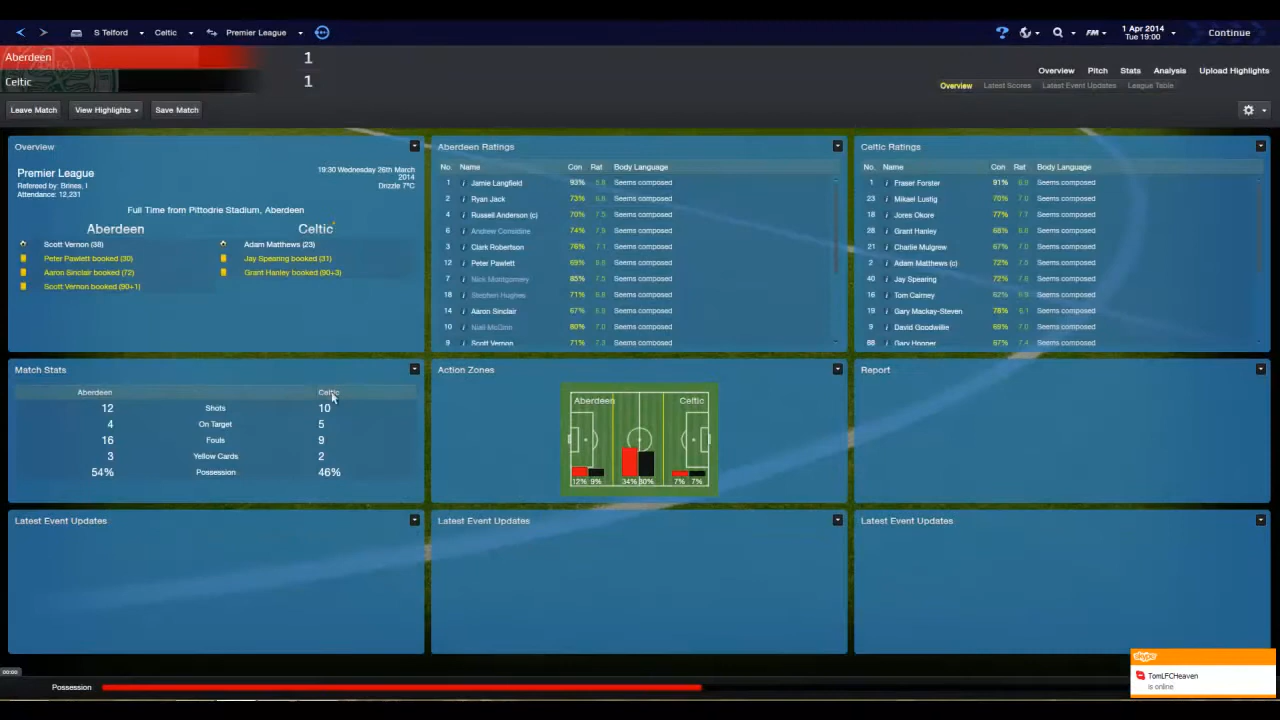 S Telford Celtic Premier League
? FM 1 Apr 2014 Tue 19:00 Continue
Aberdeen 1
Celtic 1
Overview Pitch Stats Analysis Upload Highlights
Overview Latest Scores Latest Event Updates League Table
Leave Match View Highlights Save Match
Overview
Premier League
19:30 Wednesday 26th March 2014
Refereed by: Brines, I
Attendance: 12,231
Drizzle 7°C
Full Time from Pittodrie Stadium, Aberdeen
Aberdeen Celtic
Scott Vernon (38) Adam Matthews (23)
Peter Pawlett booked (30) Jay Spearing booked (31)
Aaron Sinclair booked (72) Grant Hanley booked (90+3)
Scott Vernon booked (90+1)
Aberdeen Ratings
No. Name Con Rat Body Language
1 i Jamie Langfield 93% Seems composed
2 i Ryan Jack 73% Seems composed
4 i Russell Anderson (c) 70% 7.5 Seems composed
6 i Andrew Considine 74% 7.5 Seems composed
3 i Clark Robertson 76% 7.1 Seems composed
12 i Peter Pawlett 69% Seems composed
7 i Nick Montgomery 85% 7.5 Seems composed
18 i Stephen Hughes 71% Seems composed
14 i Aaron Sinclair 67% Seems composed
10 i Niall McGinn 80% 7.0 Seems composed
9 i Scott Vernon 71% Seems composed
Celtic Ratings
No. Name Con Rat Body Language
1 i Fraser Forster 91% Seems composed
23 i Mikael Lustig 70% 7.0 Seems composed
18 i Jores Okore 77% Seems composed
28 i Grant Hanley 68% Seems composed
21 i Charlie Mulgrew 67% 7.0 Seems composed
2 i Adam Matthews (c) 72% 7.5 Seems composed
40 i Jay Spearing 72% Seems composed
16 i Tom Cairney 62% Seems composed
19 i Gary Mackay-Steven 78% 6.1 Seems composed
9 i David Goodwillie 69% 7.0 Seems composed
88 i Gary Hooper 67% 7.4 Seems composed
Match Stats
Aberdeen Celtic
12 Shots 10
4 On Target 5
16 Fouls 9
3 Yellow Cards 2
54% Possession 46%
Action Zones
Aberdeen Celtic
12% 9% 34% 30% 7% 7%
Report
Latest Event Updates
Latest Event Updates
Latest Event Updates
00:00
Possession
skype
TomLFCHeaven
is online